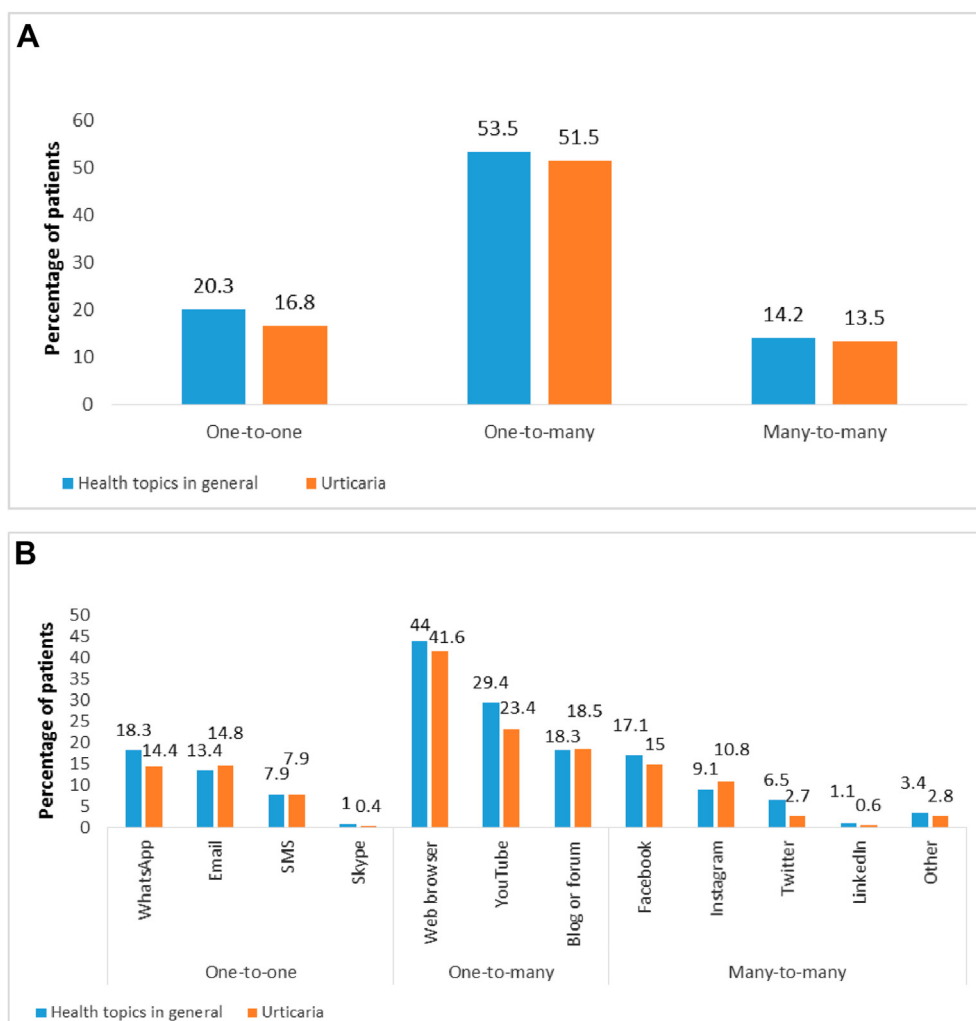 A
Percentage of patients
60
50
40
30
20
10
0
20.3
16.8
53.5
51.5
14.2
13.5
One-to-one
One-to-many
Many-to-many
Health topics in general
Urticaria
B
Percentage of patients
50
45
40
35
30
25
20
15
10
5
0
18.3
14.4
13.4
14.8
7.9
7.9
1
0.4
44
41.6
29.4
23.4
18.3
18.5
17.1
15
9.1
10.8
6.5
2.7
1.1
0.6
3.4
2.8
WhatsApp
Email
SMS
Skype
Web browser
YouTube
Blog or forum
Facebook
Instagram
Twitter
LinkedIn
Other
One-to-one
One-to-many
Many-to-many
Health topics in general
Urticaria